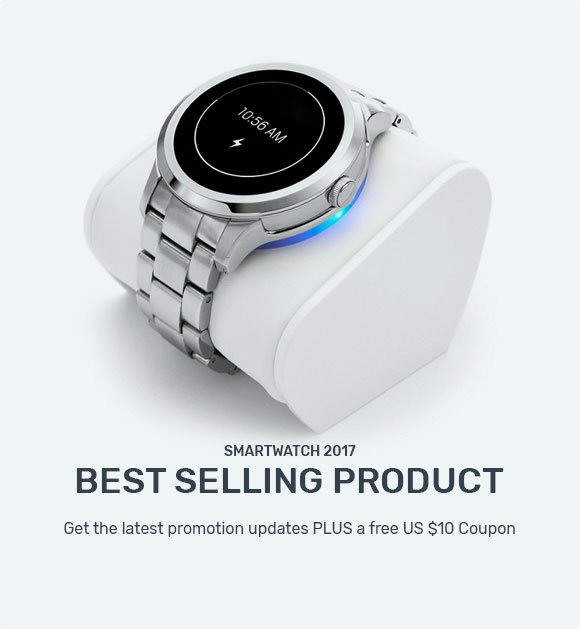 10:56 AM
SMARTWATCH 2017
BEST SELLING PRODUCT
Get the latest promotion updates PLUS a free US $10 Coupon